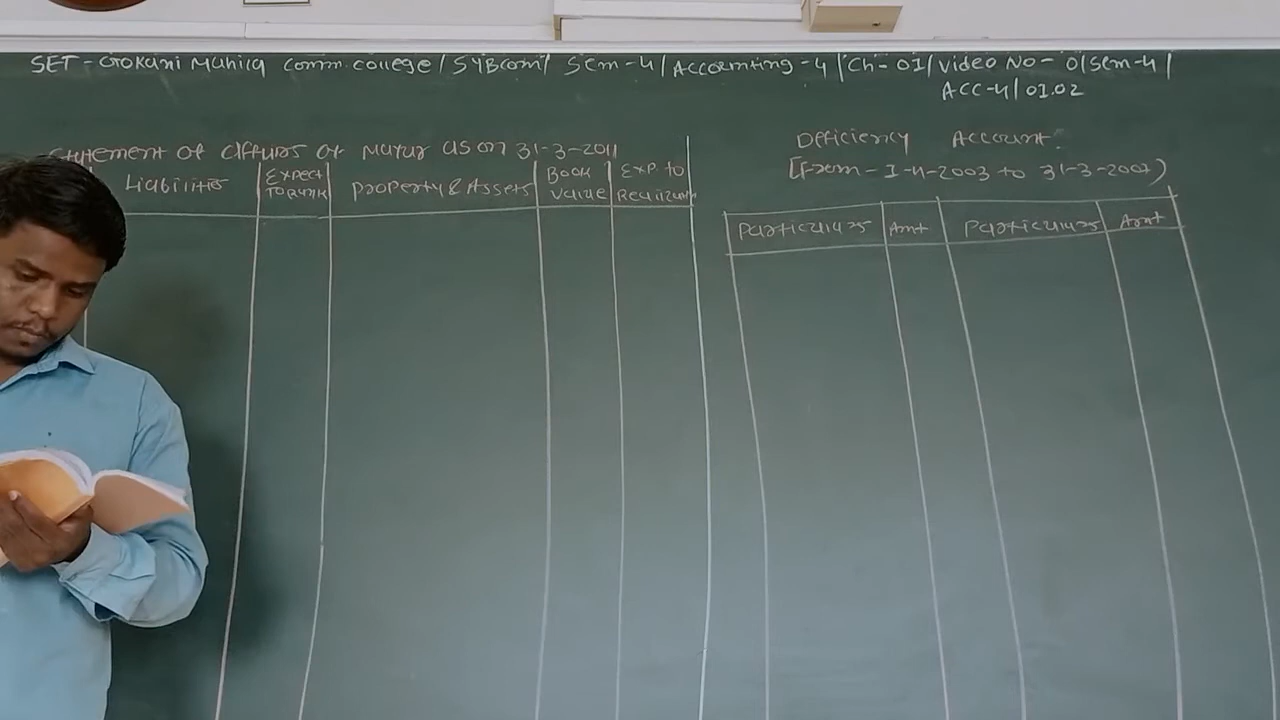 SET - Gokani Mahila Comm. college / SYBcom / Sem-4 / Accounting-4 / Ch-01 / Video No- 01 Sem-4 /
ACC-4 / 01.02
Statement of Affairs of Mayur as on 31-3-2011
Liabilities Expect To Rank Property & Assets Book Value Exp. to
Deficiency Account.
[From - 1-4-2003 to 31-3-2007)
Particulars Amt Particulars Amt